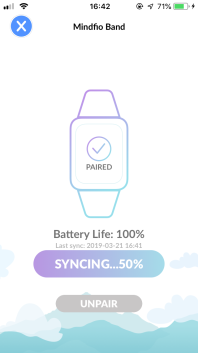 16:42
71%
Mindfio Band
PAIRED
Battery Life: 100%
Last sync: 2019-03-21 16:41
SYNCING...50%
UNPAIR